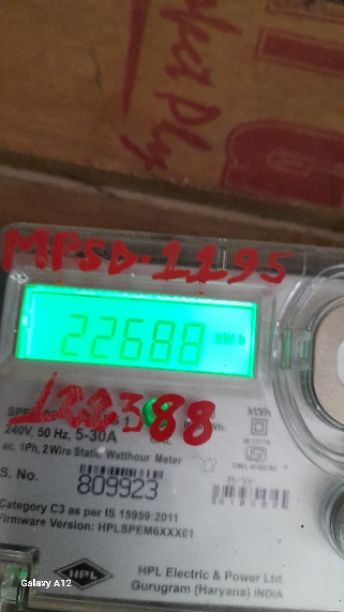 Perfect Ply
MPSD-1195
22688 kWh
122388
240V, 50 Hz, 5-30A
ac, 1Ph, 2 Wire Static Watthour Meter
S. No. 809923
Category C3 as per IS 15959:2011
Firmware Version: HPLSPEM6XXX01
HPL
HPL Electric & Power Ltd.
Gurugram (Haryana) INDIA
Galaxy A12